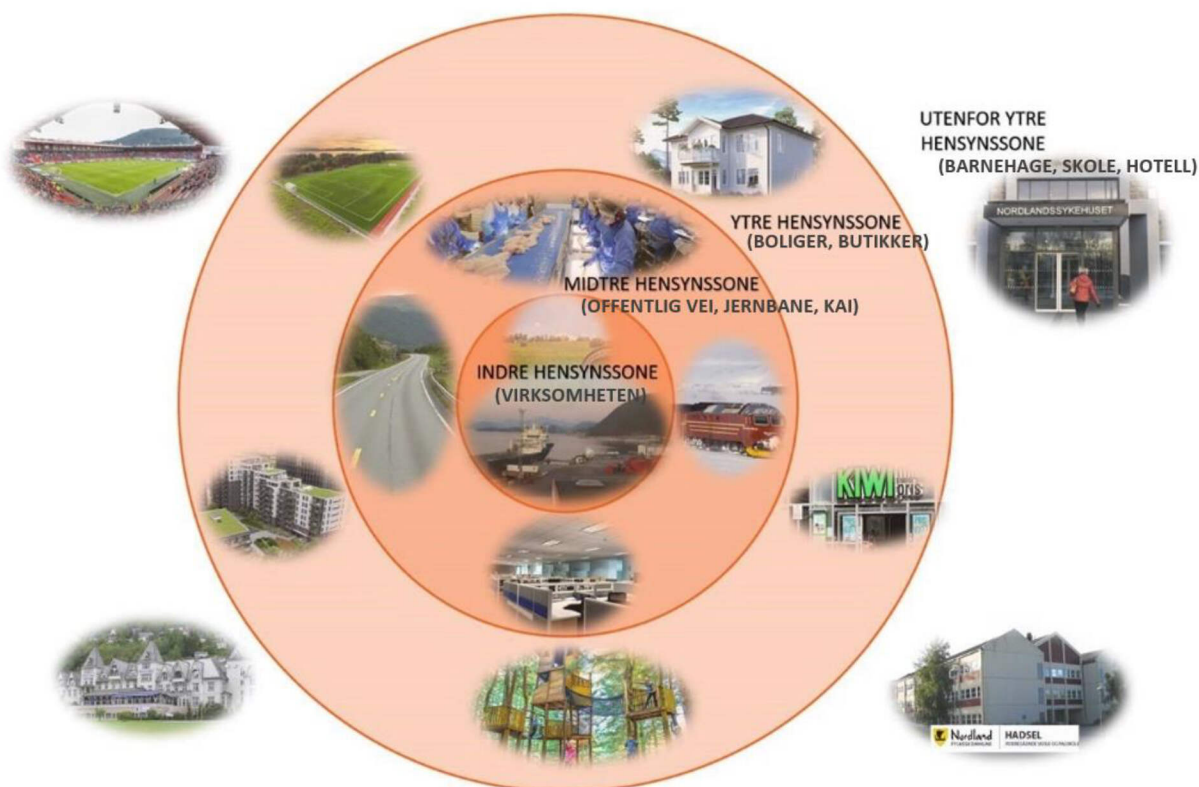 UTENFOR YTRE
HENSYNSSONE
(BARNEHAGE, SKOLE, HOTELL)
NORDLANDSSYKEHUSET
YTRE HENSYNSSONE
(BOLIGER, BUTIKKER)
MIDTRE HENSYNSSONE
(OFFENTLIG VEI, JERNBANE, KAI)
INDRE HENSYNSSONE
(VIRKSOMHETEN)
KIWI
pris
Nordland
HADSEL